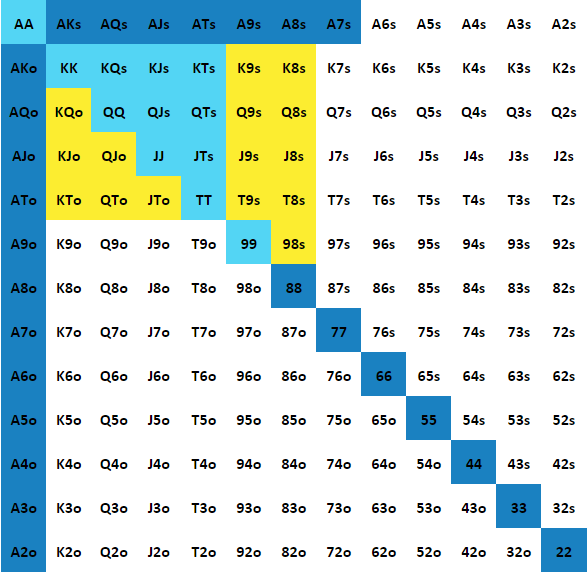 AA AKs AQs AJs ATs A9s A8s A7s A6s A5s A4s A3s A2s
AKo KK KQs KJs KTs K9s K8s K7s K6s K5s K4s K3s K2s
AQo KQo QQ QJs QTs Q9s Q8s Q7s Q6s Q5s Q4s Q3s Q2s
AJo KJo QJo JJ JTs J9s J8s J7s J6s J5s J4s J3s J2s
ATo KTo QTo JTo TT T9s T8s T7s T6s T5s T4s T3s T2s
A9o K9o Q9o J9o T9o 99 98s 97s 96s 95s 94s 93s 92s
A8o K8o Q8o J8o T8o 98o 88 87s 86s 85s 84s 83s 82s
A7o K7o Q7o J7o T7o 97o 87o 77 76s 75s 74s 73s 72s
A6o K6o Q6o J6o T6o 96o 86o 76o 66 65s 64s 63s 62s
A5o K5o Q5o J5o T5o 95o 85o 75o 65o 55 54s 53s 52s
A4o K4o Q4o J4o T4o 94o 84o 74o 64o 54o 44 43s 42s
A3o K3o Q3o J3o T3o 93o 83o 73o 63o 53o 43o 33 32s
A2o K2o Q2o J2o T2o 92o 82o 72o 62o 52o 42o 32o 22